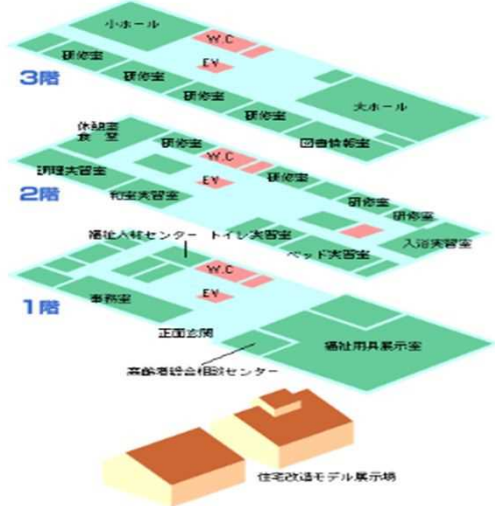 小ホール
W.C
EV
研修室
3階
研修室
研修室
大ホール
研修室
図書情報室
休憩室
食 堂
研修室
W.C
調理実習室
EV
研修室
2階
和室実習室
研修室
研修室
福祉人材センター
トイレ実習室
入浴実習室
ベッド実習室
W.C
EV
1階
事務室
正面玄関
福祉用具展示室
高齢者総合相談センター
住宅改造モデル展示場